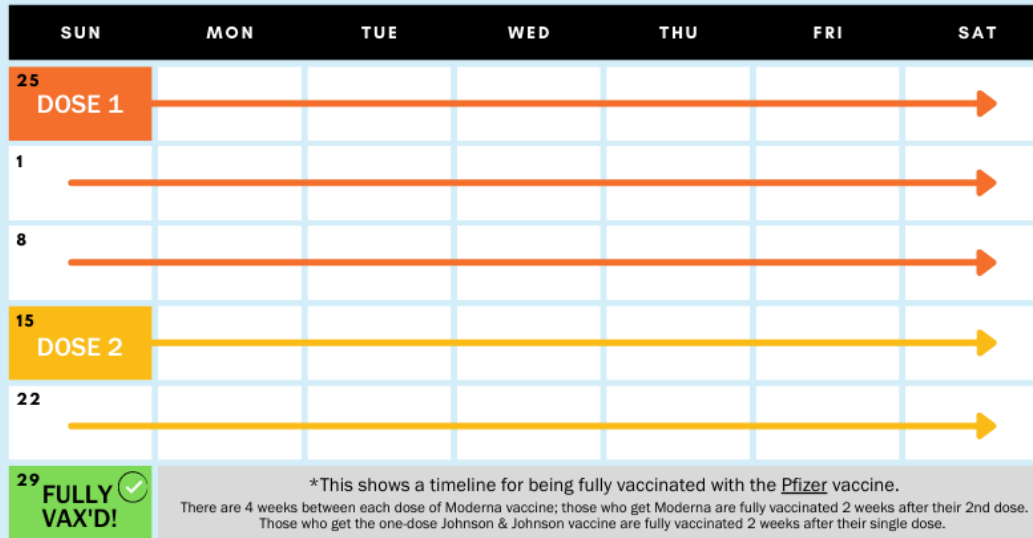 SUN MON TUE WED THU FRI SAT
25
DOSE 1
1
8
15
DOSE 2
22
29
FULLY
VAX'D!
*This shows a timeline for being fully vaccinated with the Pfizer vaccine.
There are 4 weeks between each dose of Moderna vaccine; those who get Moderna are fully vaccinated 2 weeks after their 2nd dose.
Those who get the one-dose Johnson & Johnson vaccine are fully vaccinated 2 weeks after their single dose.